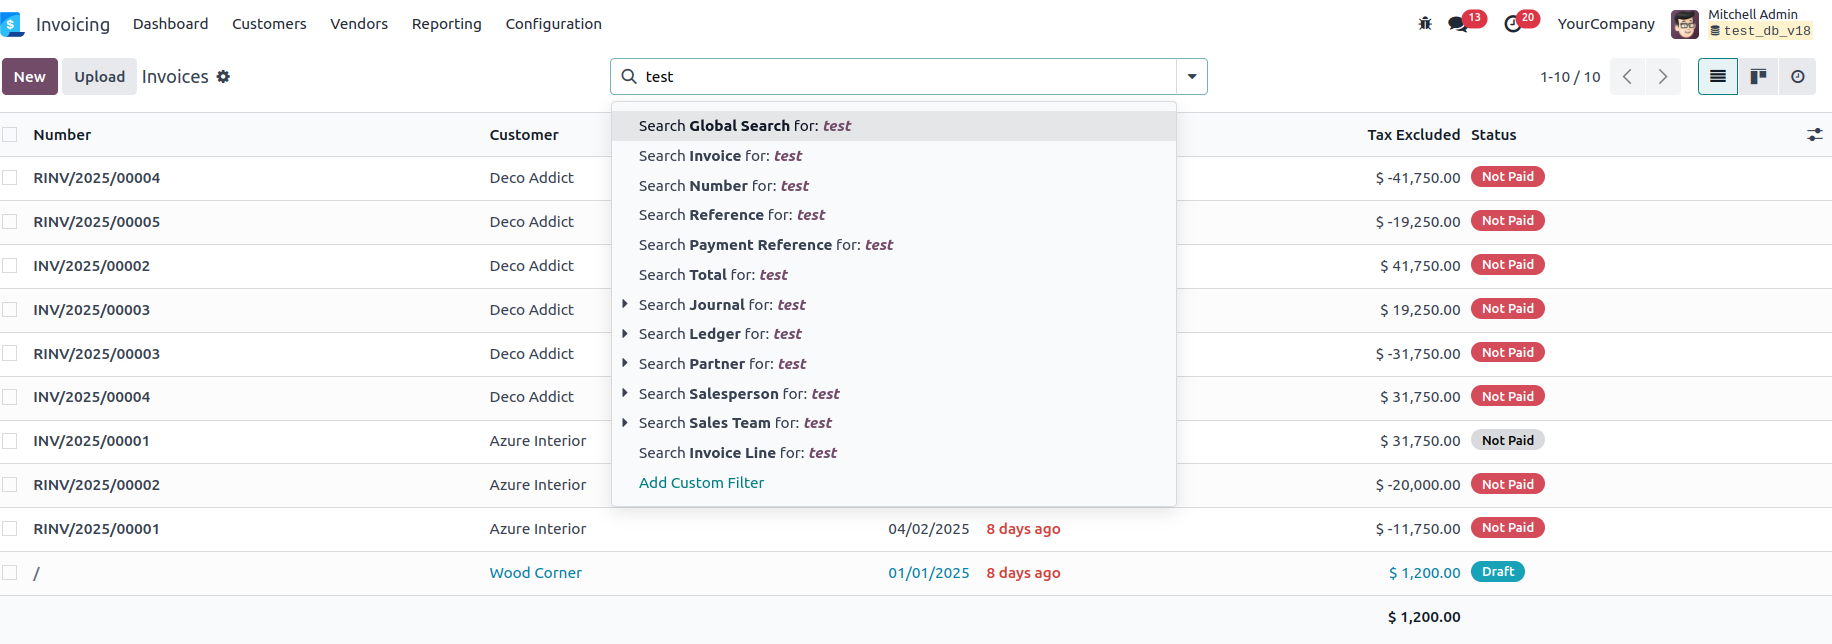 Invoicing Dashboard Customers Vendors Reporting Configuration 13 20 YourCompany Mitchell Admin
test_db_v18
New Upload Invoices test 1-10 / 10
Number Customer Tax Excluded Status
Search Global Search for: test
Search Invoice for: test
Search Number for: test
Search Reference for: test
Search Payment Reference for: test
Search Total for: test
Search Journal for: test
Search Ledger for: test
Search Partner for: test
Search Salesperson for: test
Search Sales Team for: test
Search Invoice Line for: test
Add Custom Filter
RINV/2025/00004 Deco Addict $ -41,750.00 Not Paid
RINV/2025/00005 Deco Addict $ -19,250.00 Not Paid
INV/2025/00002 Deco Addict $ 41,750.00 Not Paid
INV/2025/00003 Deco Addict $ 19,250.00 Not Paid
RINV/2025/00003 Deco Addict $ -31,750.00 Not Paid
INV/2025/00004 Deco Addict $ 31,750.00 Not Paid
INV/2025/00001 Azure Interior $ 31,750.00 Not Paid
RINV/2025/00002 Azure Interior $ -20,000.00 Not Paid
RINV/2025/00001 Azure Interior 04/02/2025 8 days ago $ -11,750.00 Not Paid
/ Wood Corner 01/01/2025 8 days ago $ 1,200.00 Draft
$ 1,200.00